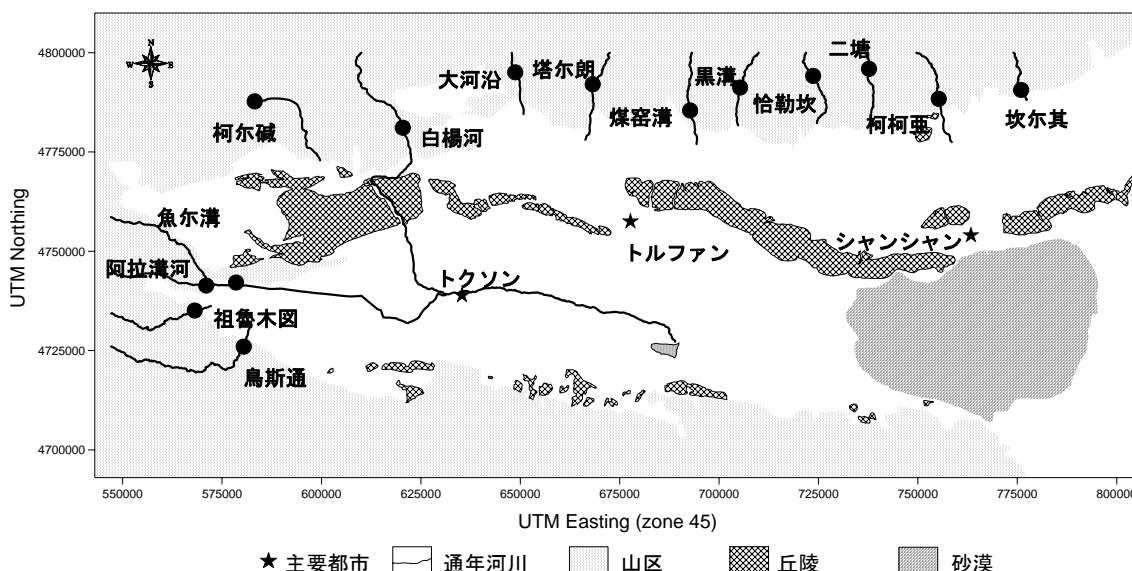 N
W E
S
4800000
4775000
4750000
4725000
4700000
UTM Northing
大河沿
塔尔朗
煤窑溝
黒溝
恰勒坎
二塘
柯柯亜
坎尔其
柯尔碱
白楊河
魚尔溝
阿拉溝河
祖魯木図
鳥斯通
トクソン
トルファン
シャンシャン
550000 575000 600000 625000 650000 675000 700000 725000 750000 775000 800000
UTM Easting (zone 45)
主要都市 通年河川 山区 丘陵 砂漠